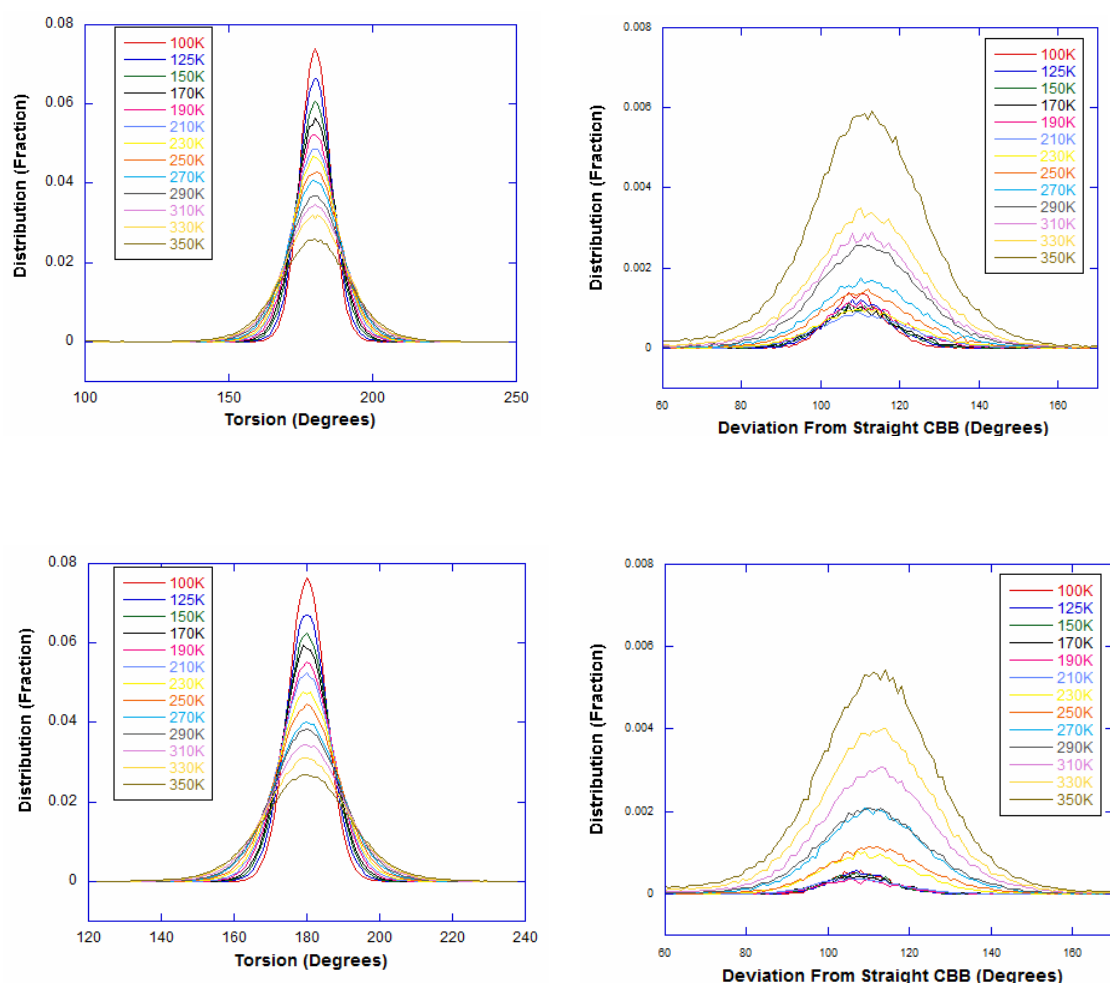 0.08
0.06
0.04
0.02
0
Distribution (Fraction)
100K
125K
150K
170K
190K
210K
230K
250K
270K
290K
310K
330K
350K
100 150 200 250
Torsion (Degrees)
0.008
0.006
0.004
0.002
0
Distribution (Fraction)
100K
125K
150K
170K
190K
210K
230K
250K
270K
290K
310K
330K
350K
60 80 100 120 140 160
Deviation From Straight CBB (Degrees)
0.08
0.06
0.04
0.02
0
Distribution (Fraction)
100K
125K
150K
170K
190K
210K
230K
250K
270K
290K
310K
330K
350K
120 140 160 180 200 220 240
Torsion (Degrees)
0.008
0.006
0.004
0.002
0
Distribution (Fraction)
100K
125K
150K
170K
190K
210K
230K
250K
270K
290K
310K
330K
350K
60 80 100 120 140 160
Deviation From Straight CBB (Degrees)